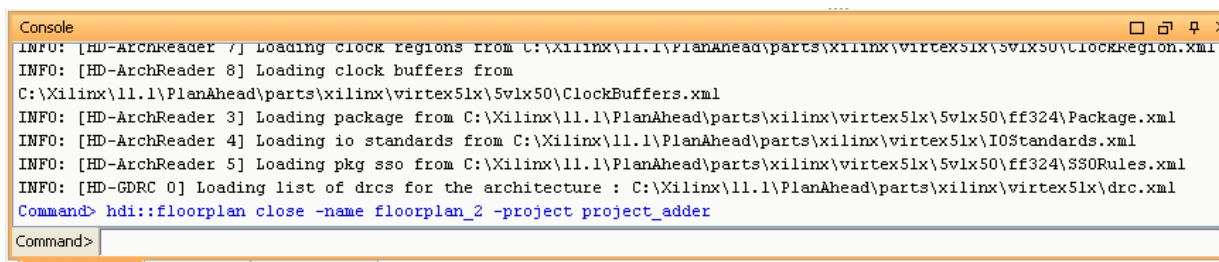 Console
INFO: [HD-ArchReader 7] Loading clock regions from C:\Xilinx\11.1\PlanAhead\parts\xilinx\virtex5lx\5vlx50\ClockRegion.xml
INFO: [HD-ArchReader 8] Loading clock buffers from
C:\Xilinx\11.1\PlanAhead\parts\xilinx\virtex5lx\5vlx50\ClockBuffers.xml
INFO: [HD-ArchReader 3] Loading package from C:\Xilinx\11.1\PlanAhead\parts\xilinx\virtex5lx\5vlx50\ff324\Package.xml
INFO: [HD-ArchReader 4] Loading io standards from C:\Xilinx\11.1\PlanAhead\parts\xilinx\virtex5lx\IOStandards.xml
INFO: [HD-ArchReader 5] Loading pkg sso from C:\Xilinx\11.1\PlanAhead\parts\xilinx\virtex5lx\5vlx50\ff324\SSORules.xml
INFO: [HD-GDRC 0] Loading list of drcs for the architecture : C:\Xilinx\11.1\PlanAhead\parts\xilinx\virtex5lx\drc.xml
Command> hdi::floorplan close -name floorplan_2 -project project_adder
Command>